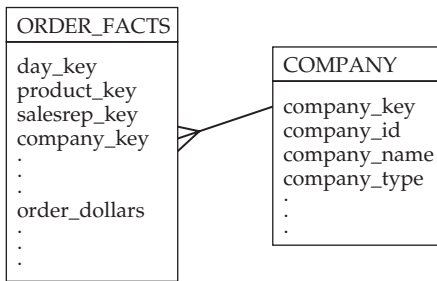 ORDER_FACTS
day_key
product_key
salesrep_key
company_key
.
.
.
order_dollars
.
.
.
COMPANY
company_key
company_id
company_name
company_type
.
.
.